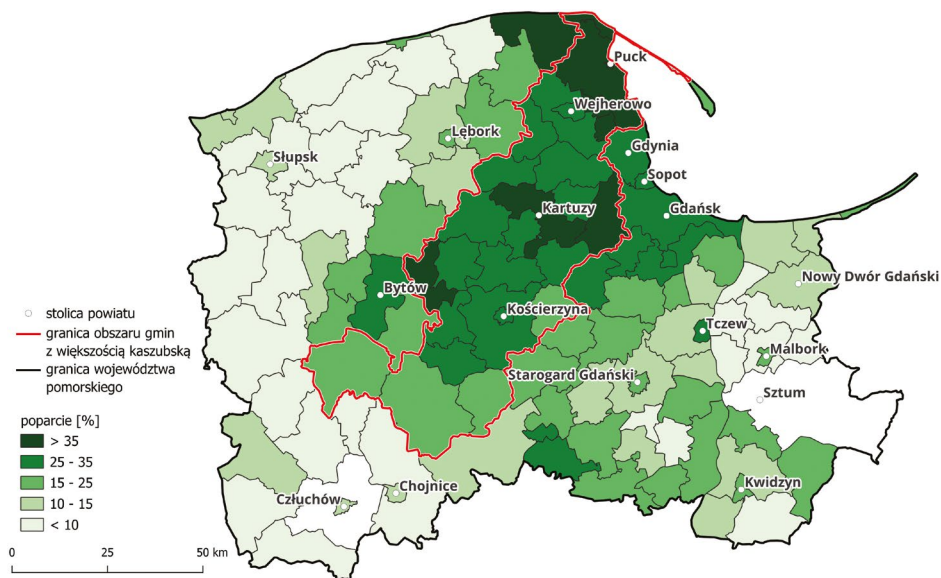 Puck
Wejherowo
Lębork
Gdynia
Słupsk
Sopot
Kartuzy
Gdańsk
Nowy Dwór Gdański
Bytów
Kościerzyna
Tczew
Malbork
Starogard Gdański
Sztum
Kwidzyn
Chojnice
Człuchów
stolica powiatu
granica obszaru gmin
z większością kaszubską
granica województwa
pomorskiego
poparcie [%]
> 35
25 - 35
15 - 25
10 - 15
< 10
0 25 50 km